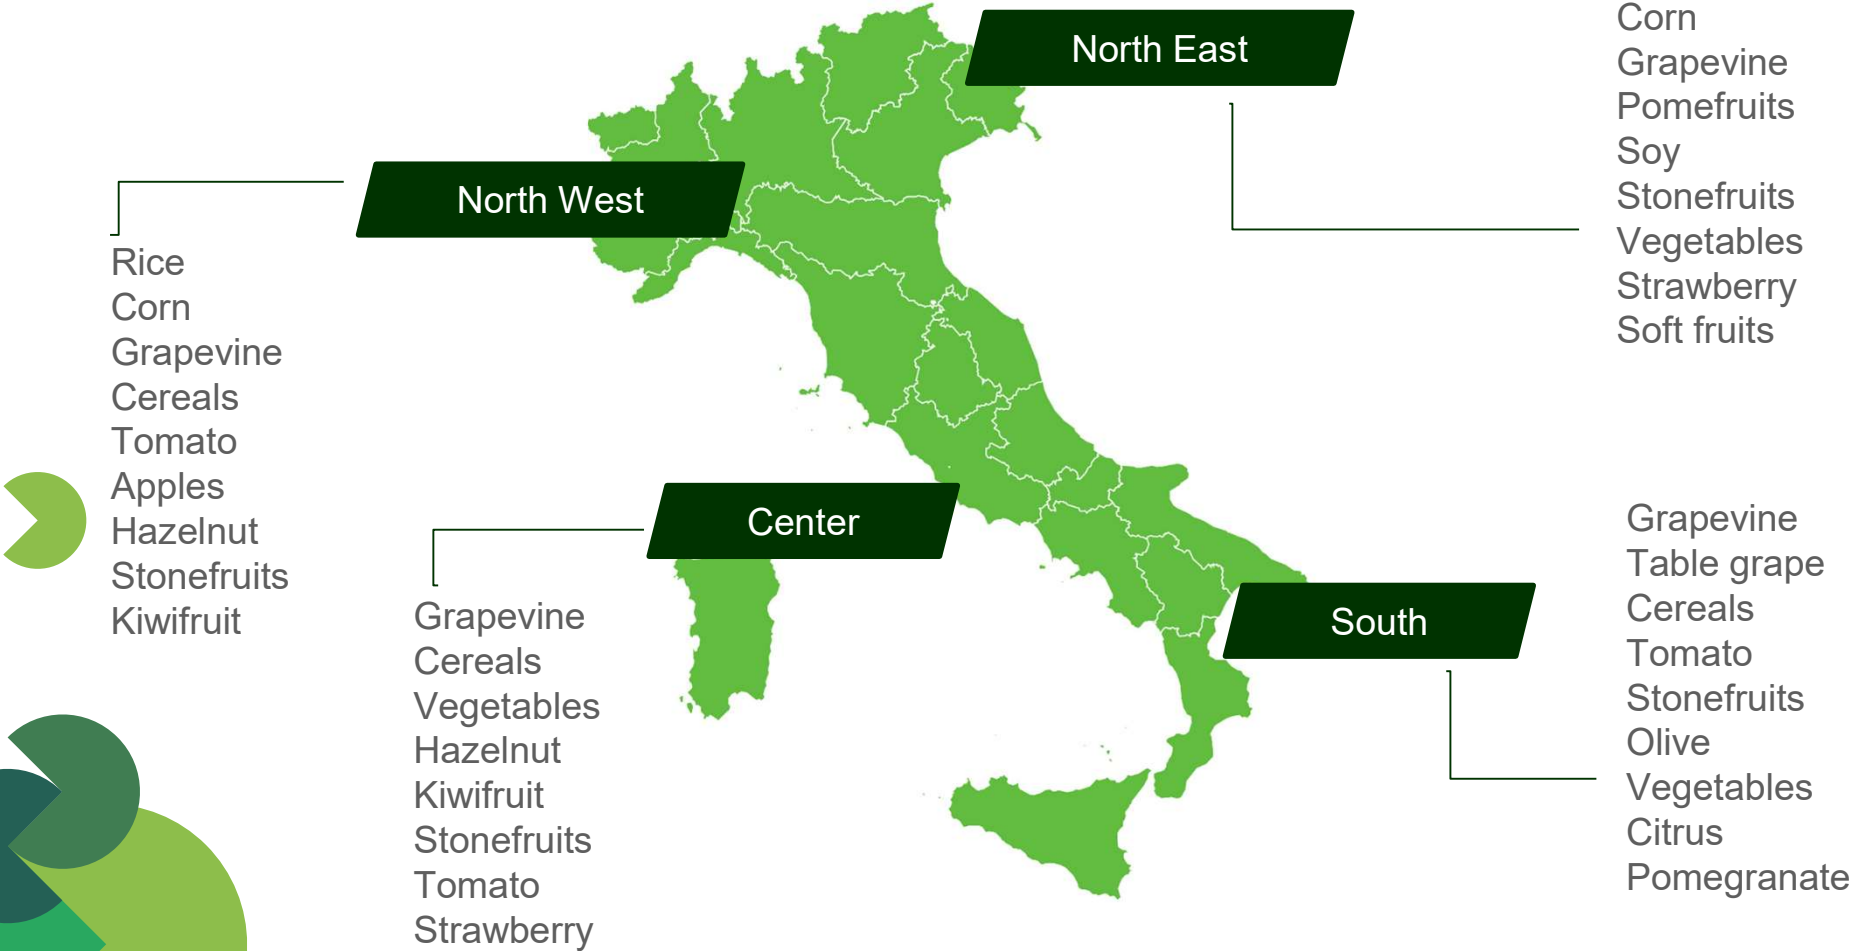 North East
Corn
Grapevine
Pomefruits
Soy
Stonefruits
Vegetables
Strawberry
Soft fruits
North West
Rice
Corn
Grapevine
Cereals
Tomato
Apples
Hazelnut
Stonefruits
Kiwifruit
Center
Grapevine
Cereals
Vegetables
Hazelnut
Kiwifruit
Stonefruits
Tomato
Strawberry
South
Grapevine
Table grape
Cereals
Tomato
Stonefruits
Olive
Vegetables
Citrus
Pomegranate